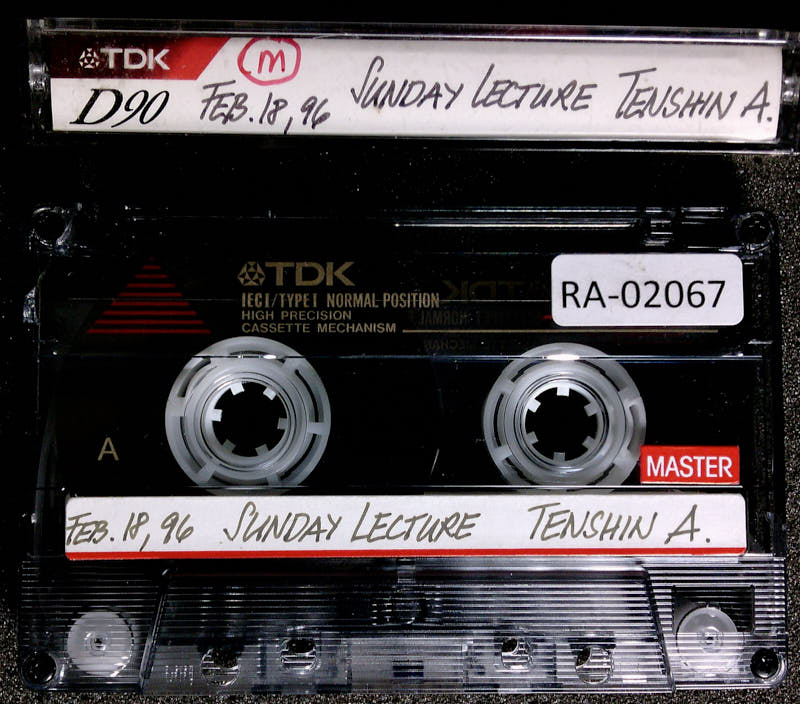 TDK
M
D90
FEB. 18, 96 SUNDAY LECTURE TENSHIN A.
TDK
IEC I/TYPE I NORMAL POSITION
HIGH PRECISION
CASSETTE MECHANISM
RA-02067
A
MASTER
FEB. 18, 96 SUNDAY LECTURE TENSHIN A.